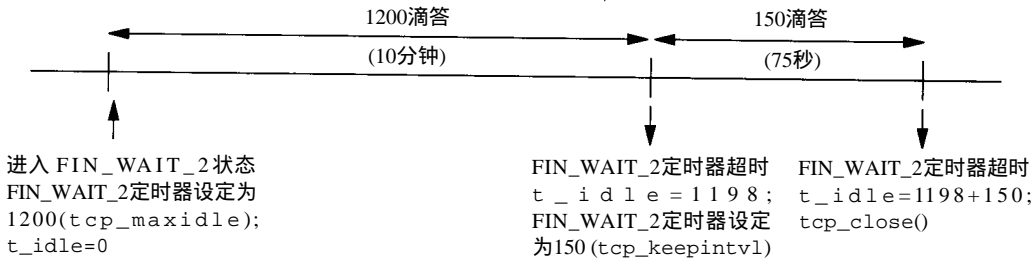 1200滴答
150滴答
(10分钟)
(75秒)
进入 FIN_WAIT_2状态
FIN_WAIT_2定时器设定为
1200(tcp_maxidle);
t_idle=0
FIN_WAIT_2定时器超时
t_idle=1198;
FIN_WAIT_2定时器设定
为150 (tcp_keepintvl)
FIN_WAIT_2定时器超时
t_idle=1198+150;
tcp_close()